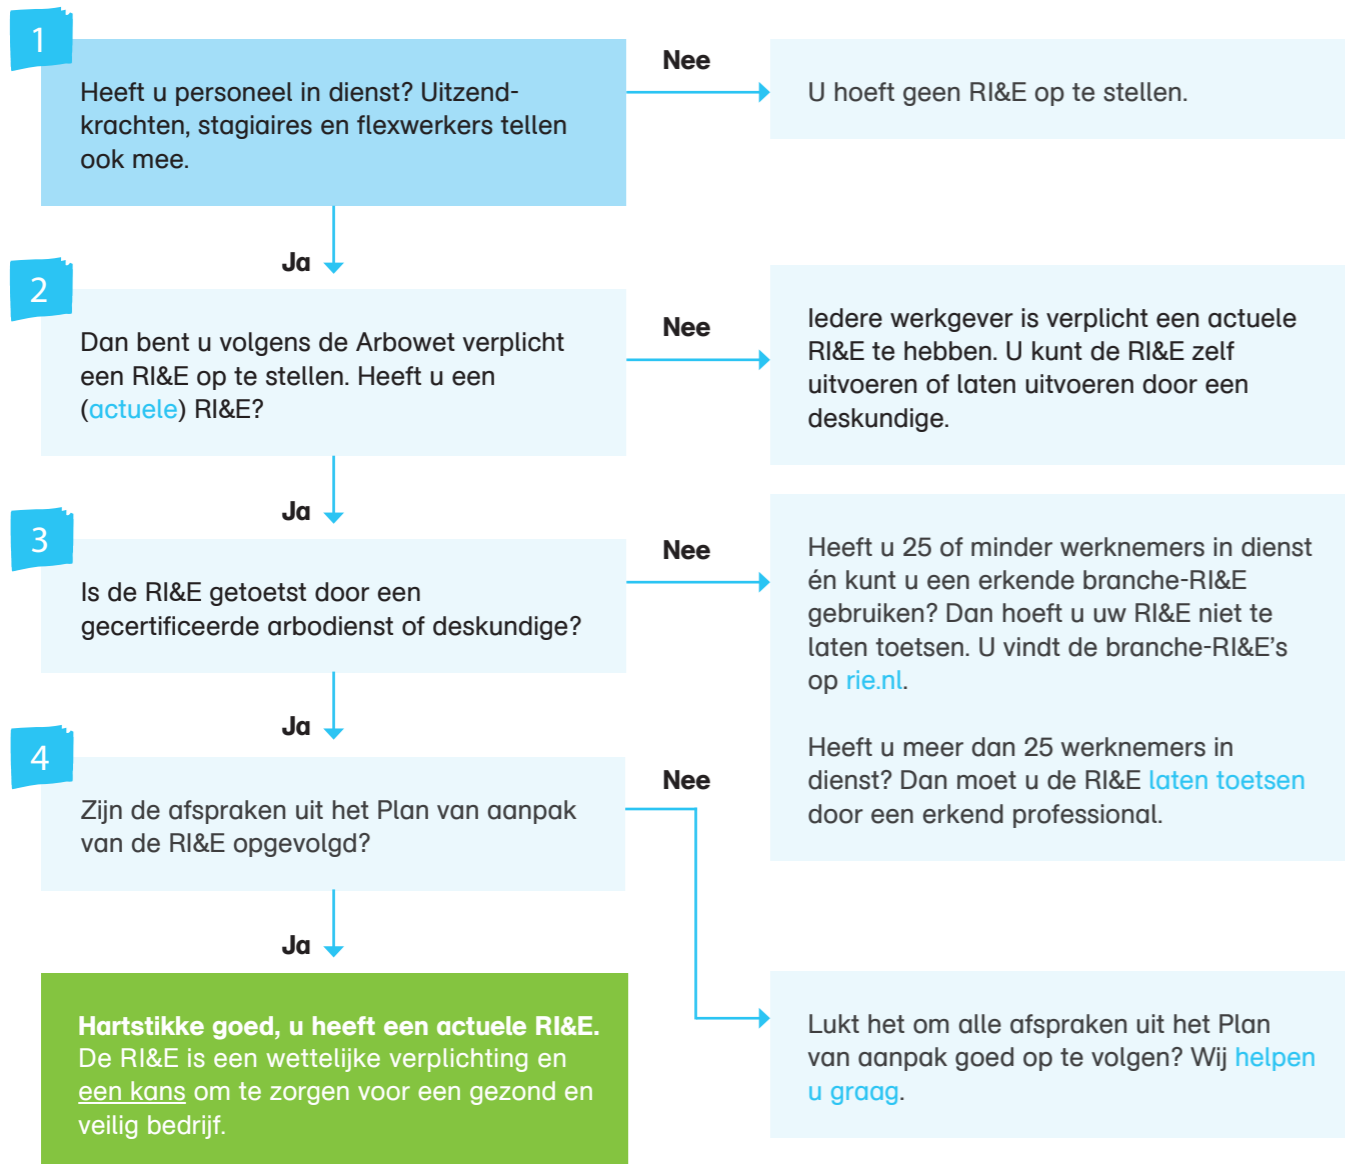 1
Heeft u personeel in dienst? Uitzend-
krachten, stagiaires en flexwerkers tellen
ook mee.
Nee
U hoeft geen RI&E op te stellen.
Ja
2
Dan bent u volgens de Arbowet verplicht
een RI&E op te stellen. Heeft u een
(actuele) RI&E?
Nee
Iedere werkgever is verplicht een actuele
RI&E te hebben. U kunt de RI&E zelf
uitvoeren of laten uitvoeren door een
deskundige.
Ja
3
Is de RI&E getoetst door een
gecertificeerde arbodienst of deskundige?
Nee
Heeft u 25 of minder werknemers in dienst
én kunt u een erkende branche-RI&E
gebruiken? Dan hoeft u uw RI&E niet te
laten toetsen. U vindt de branche-RI&E's
op rie.nl.
Heeft u meer dan 25 werknemers in
dienst? Dan moet u de RI&E laten toetsen
door een erkend professional.
Ja
4
Zijn de afspraken uit het Plan van aanpak
van de RI&E opgevolgd?
Nee
Lukt het om alle afspraken uit het Plan
van aanpak goed op te volgen? Wij helpen
u graag.
Ja
Hartstikke goed, u heeft een actuele RI&E.
De RI&E is een wettelijke verplichting en
een kans om te zorgen voor een gezond en
veilig bedrijf.